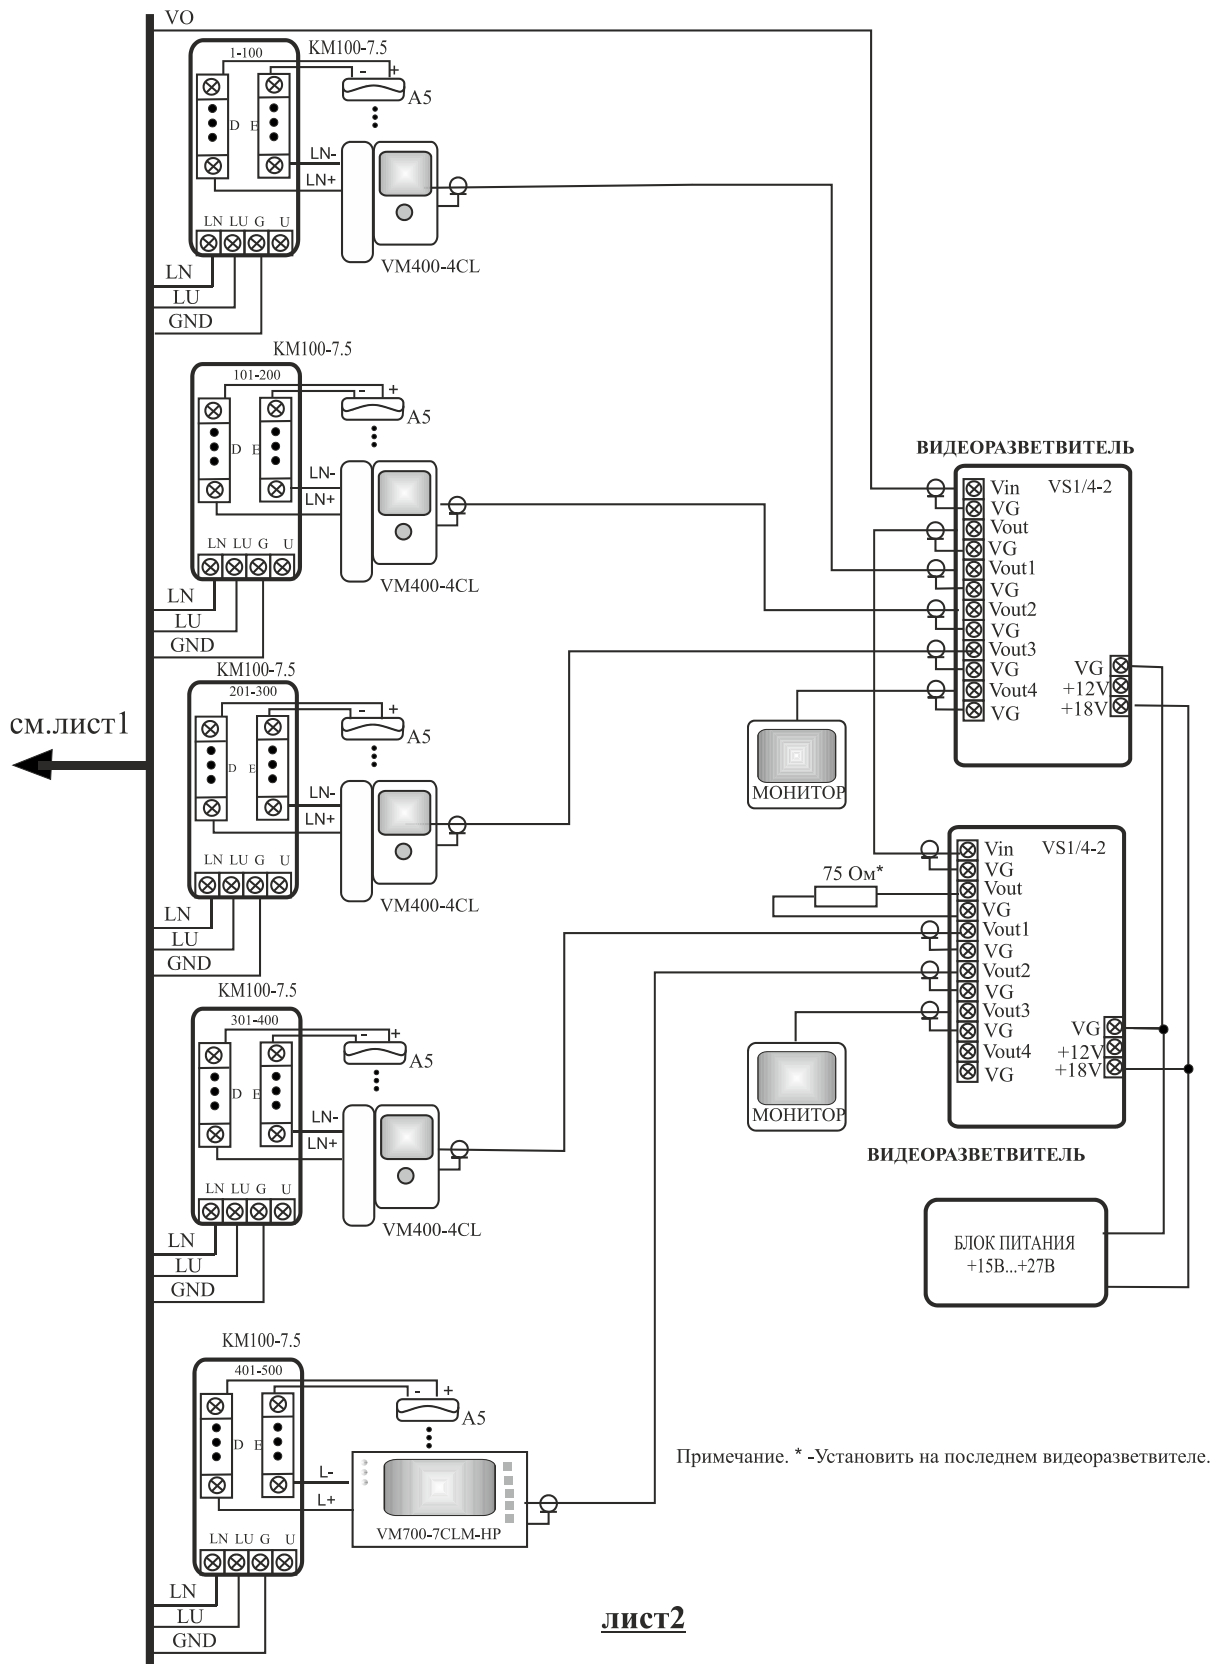 VO
KM100-7.5
1-100
- +
A5
D E
LN-
LN+
LN LU G U
VM400-4CL
LN
LU
GND
KM100-7.5
101-200
- +
A5
D E
LN-
LN+
LN LU G U
VM400-4CL
LN
LU
GND
KM100-7.5
201-300
- +
A5
D E
LN-
LN+
LN LU G U
VM400-4CL
LN
LU
GND
см.лист1
KM100-7.5
301-400
- +
A5
D E
LN-
LN+
LN LU G U
VM400-4CL
LN
LU
GND
KM100-7.5
401-500
- +
A5
D E
L-
L+
VM700-7CLM-HP
LN LU G U
LN
LU
GND
ВИДЕОРАЗВЕТВИТЕЛЬ
Vin VS1/4-2
VG
Vout
VG
Vout1
VG
Vout2
VG
Vout3
VG
Vout4
VG
VG
+12V
+18V
МОНИТОР
Vin VS1/4-2
VG
75 Ом*
Vout
VG
Vout1
VG
Vout2
VG
Vout3
VG
Vout4
VG
VG
+12V
+18V
МОНИТОР
ВИДЕОРАЗВЕТВИТЕЛЬ
БЛОК ПИТАНИЯ
+15В...+27В
Примечание. * -Установить на последнем видеоразветвителе.
лист2